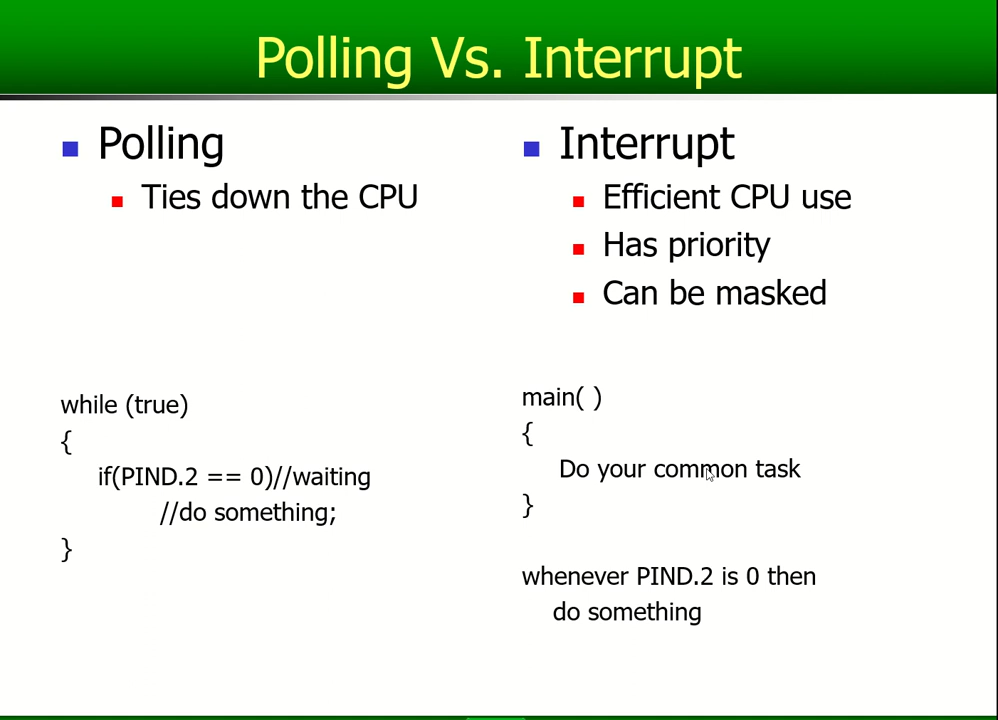 Polling Vs. Interrupt
Polling
Ties down the CPU
while (true)
{
if(PIND.2 == 0)//waiting
//do something;
}
Interrupt
Efficient CPU use
Has priority
Can be masked
main( )
{
Do your common task
}
whenever PIND.2 is 0 then
do something